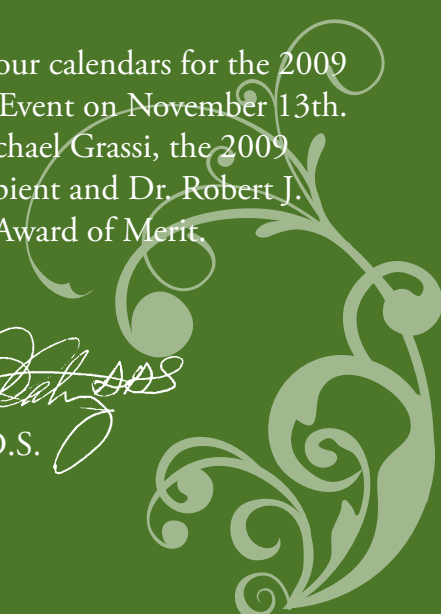 our calendars for the 2009
Event on November 13th.
chael Grassi, the 2009
pient and Dr. Robert J.
Award of Merit.
DDS
D.S.